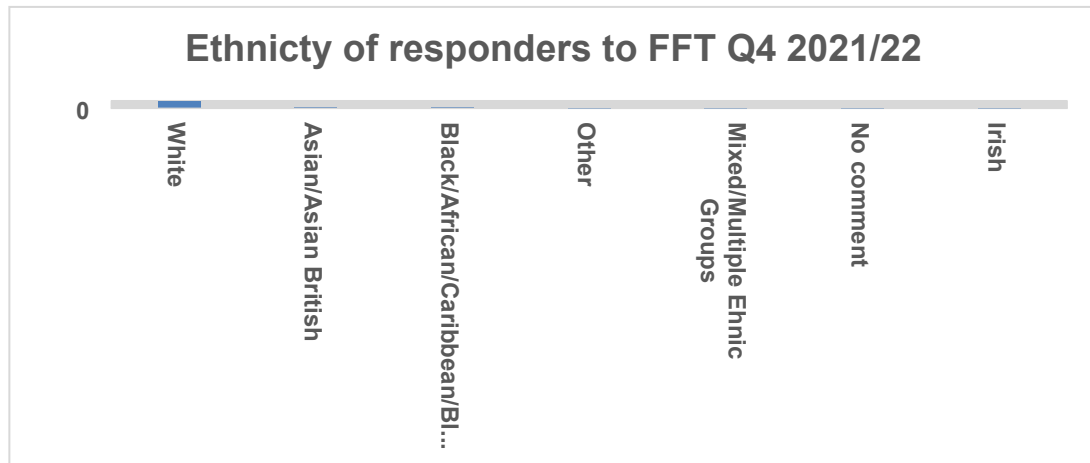 Ethnicty of responders to FFT Q4 2021/22
0
White
Asian/Asian British
Black/African/Caribbean/Bl...
Other
Mixed/Multiple Ehnic
Groups
No comment
Irish